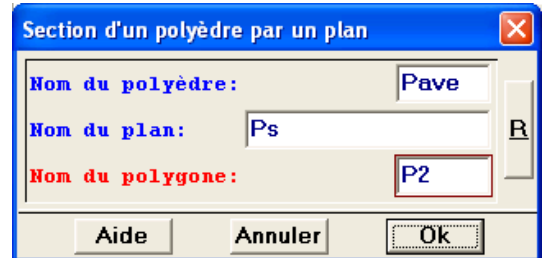 Section d'un polyèdre par un plan
Nom du polyèdre: Pave
Nom du plan: Ps
R
Nom du polygone: P2
Aide Annuler Ok